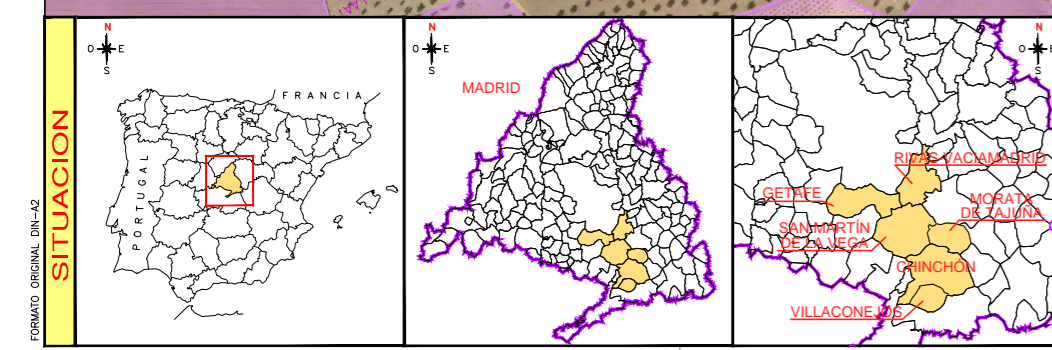 FORMATO ORIGINAL DIN-A2
SITUACION
N
O E
S
FRANCIA
PORTUGAL
N
O E
S
MADRID
N
O E
S
RIVAS-VACIAMADRID
GETAFE
MORATA
DE TAJUÑA
SAN MARTÍN
DE LA VEGA
CHINCHÓN
VILLACONEJOS